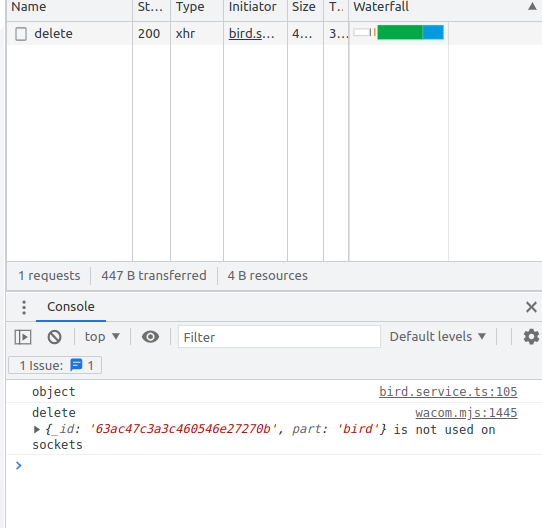 Name St.. Type Initiator Size T.. Waterfall
delete 200 xhr bird.s... 4... 3...
1 requests 447 B transferred 4 B resources
Console
top Filter Default levels
1 Issue: 1
object bird.service.ts:105
delete wacom.mjs:1445
{_id: '63ac47c3a3c460546e27270b', part: 'bird'} is not used on
sockets